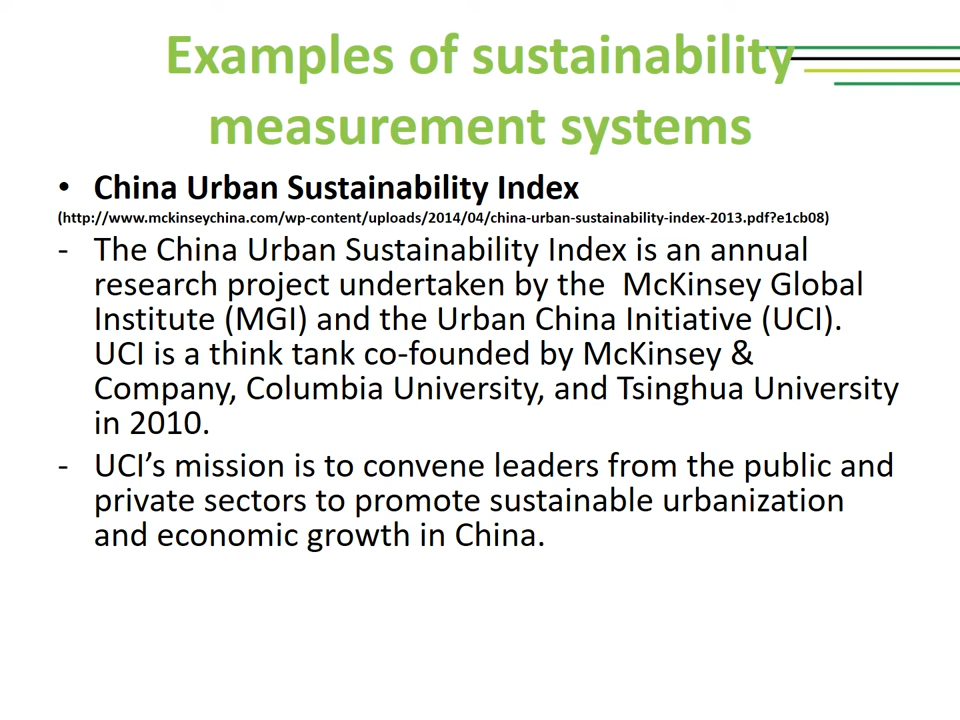 Examples of sustainability
measurement systems
• China Urban Sustainability Index
(http://www.mckinseychina.com/wp-content/uploads/2014/04/china-urban-sustainability-index-2013.pdf?e1cb08)
- The China Urban Sustainability Index is an annual
research project undertaken by the  McKinsey Global
Institute (MGI) and the Urban China Initiative (UCI).
UCI is a think tank co-founded by McKinsey &
Company, Columbia University, and Tsinghua University
in 2010.
- UCI’s mission is to convene leaders from the public and
private sectors to promote sustainable urbanization
and economic growth in China.